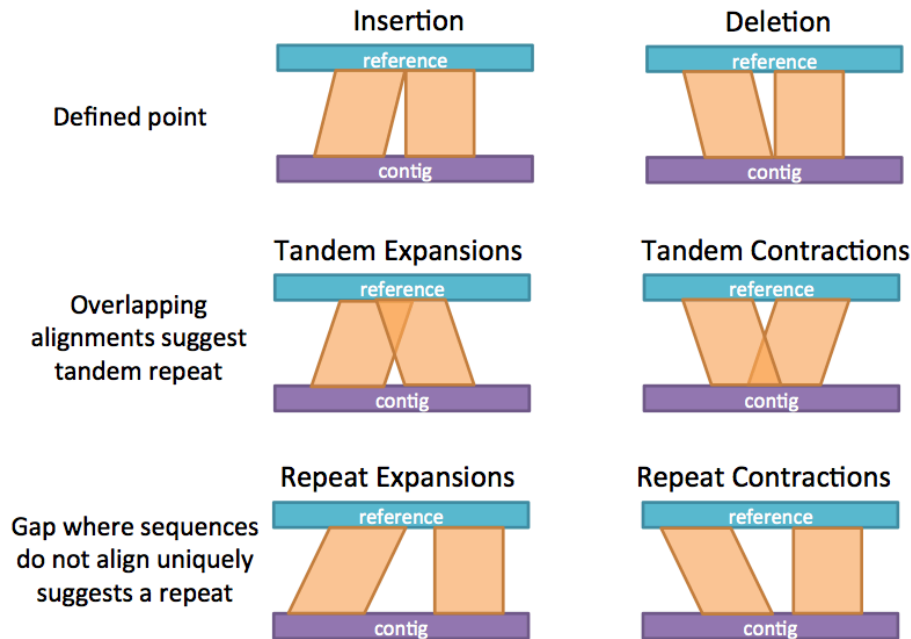 Insertion
Deletion
reference
reference
Defined point
contig
contig
Tandem Expansions
Tandem Contractions
reference
reference
Overlapping
alignments suggest
tandem repeat
contig
contig
Repeat Expansions
Repeat Contractions
reference
reference
Gap where sequences
do not align uniquely
suggests a repeat
contig
contig